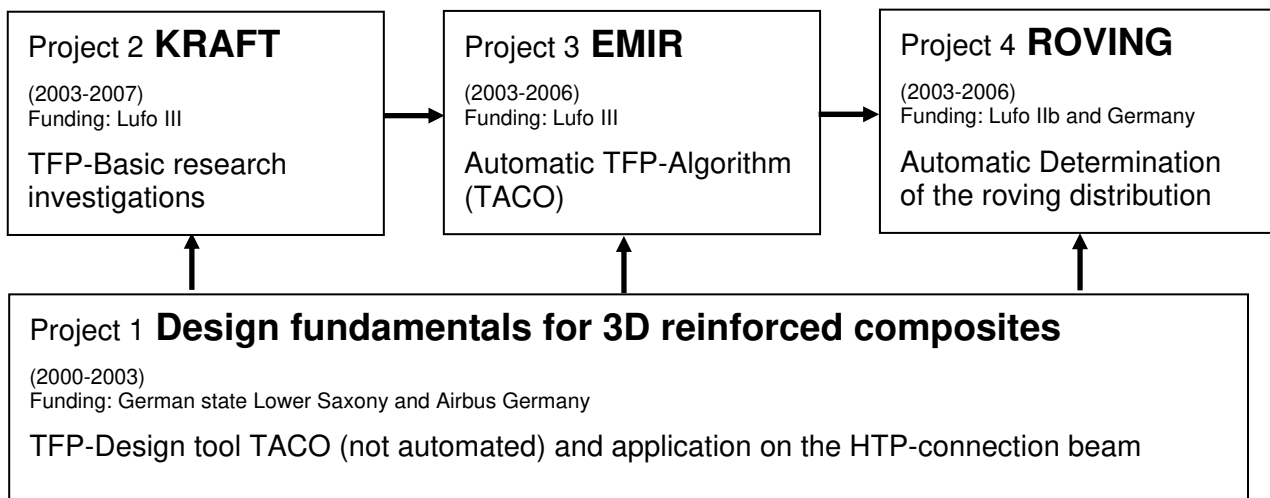 Project 2 KRAFT
(2003-2007)
Funding: Lufo III
TFP-Basic research
investigations
Project 3 EMIR
(2003-2006)
Funding: Lufo III
Automatic TFP-Algorithm
(TACO)
Project 4 ROVING
(2003-2006)
Funding: Lufo IIb and Germany
Automatic Determination
of the roving distribution
Project 1 Design fundamentals for 3D reinforced composites
(2000-2003)
Funding: German state Lower Saxony and Airbus Germany
TFP-Design tool TACO (not automated) and application on the HTP-connection beam